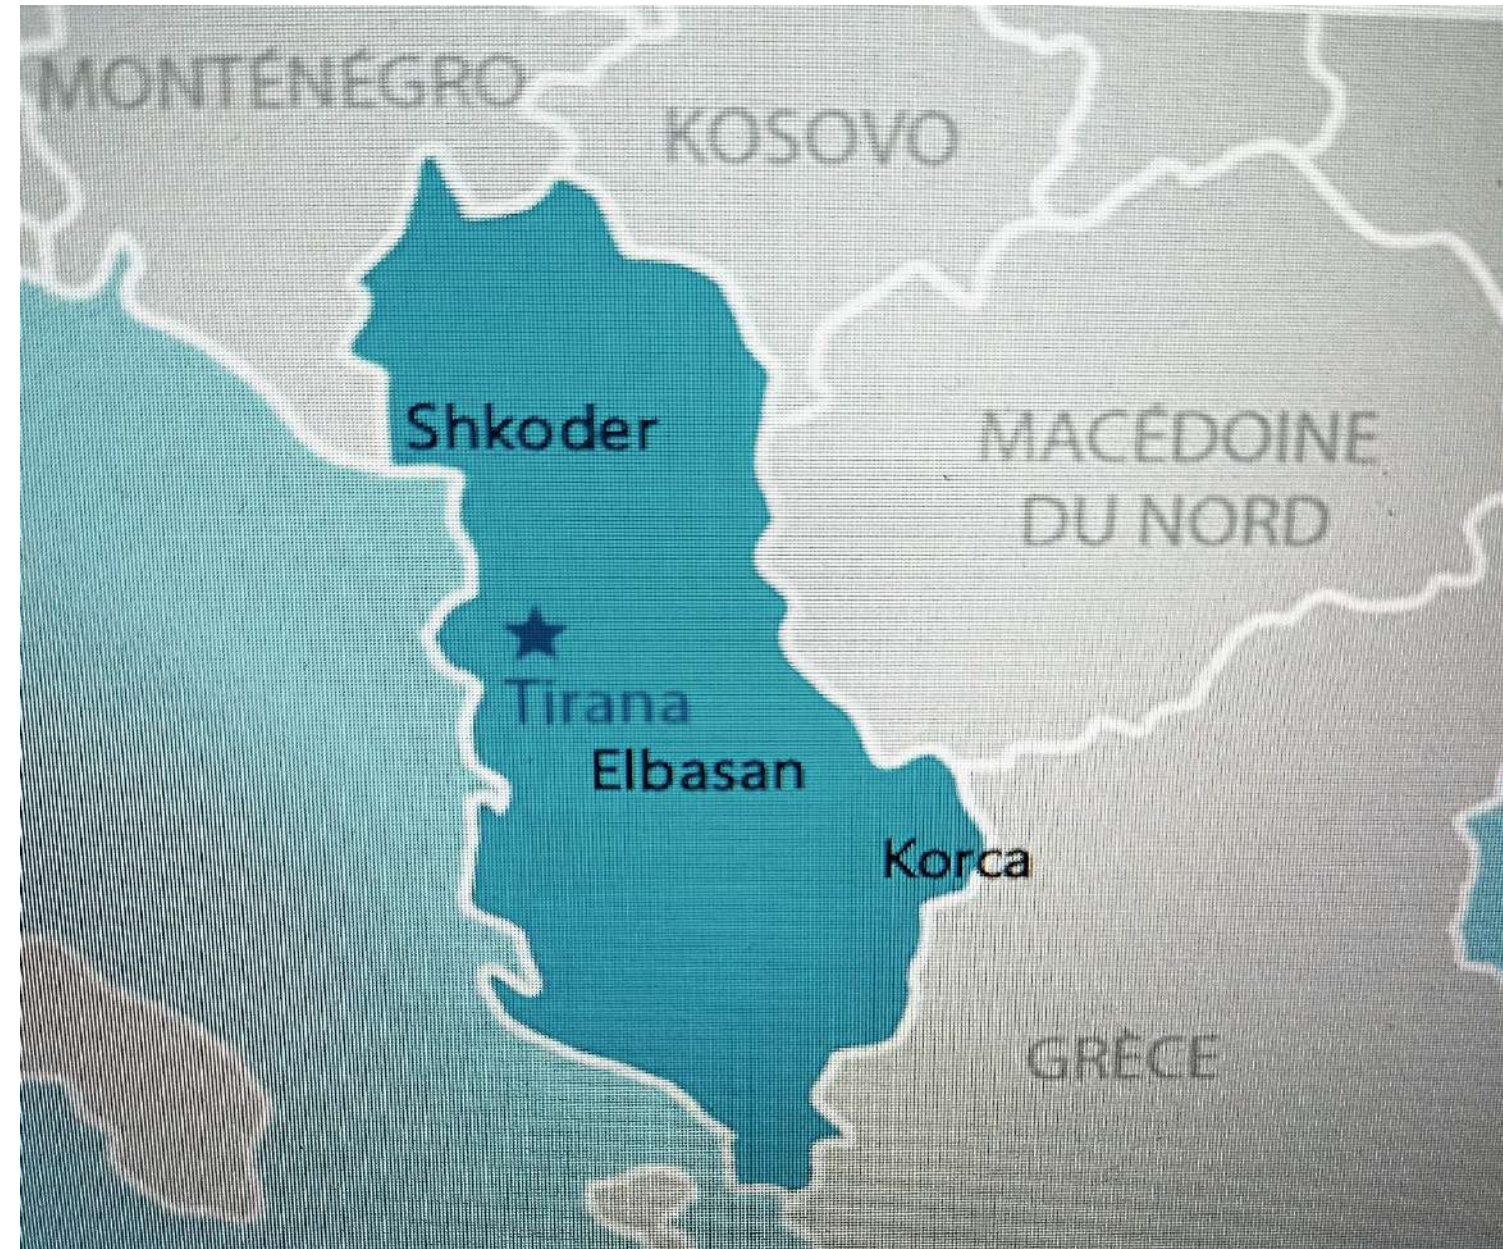 MONTÉNÉGRO
KOSOVO
Shkoder
MACÉDOINE
DU NORD
Tirana
Elbasan
Korca
GRÈCE